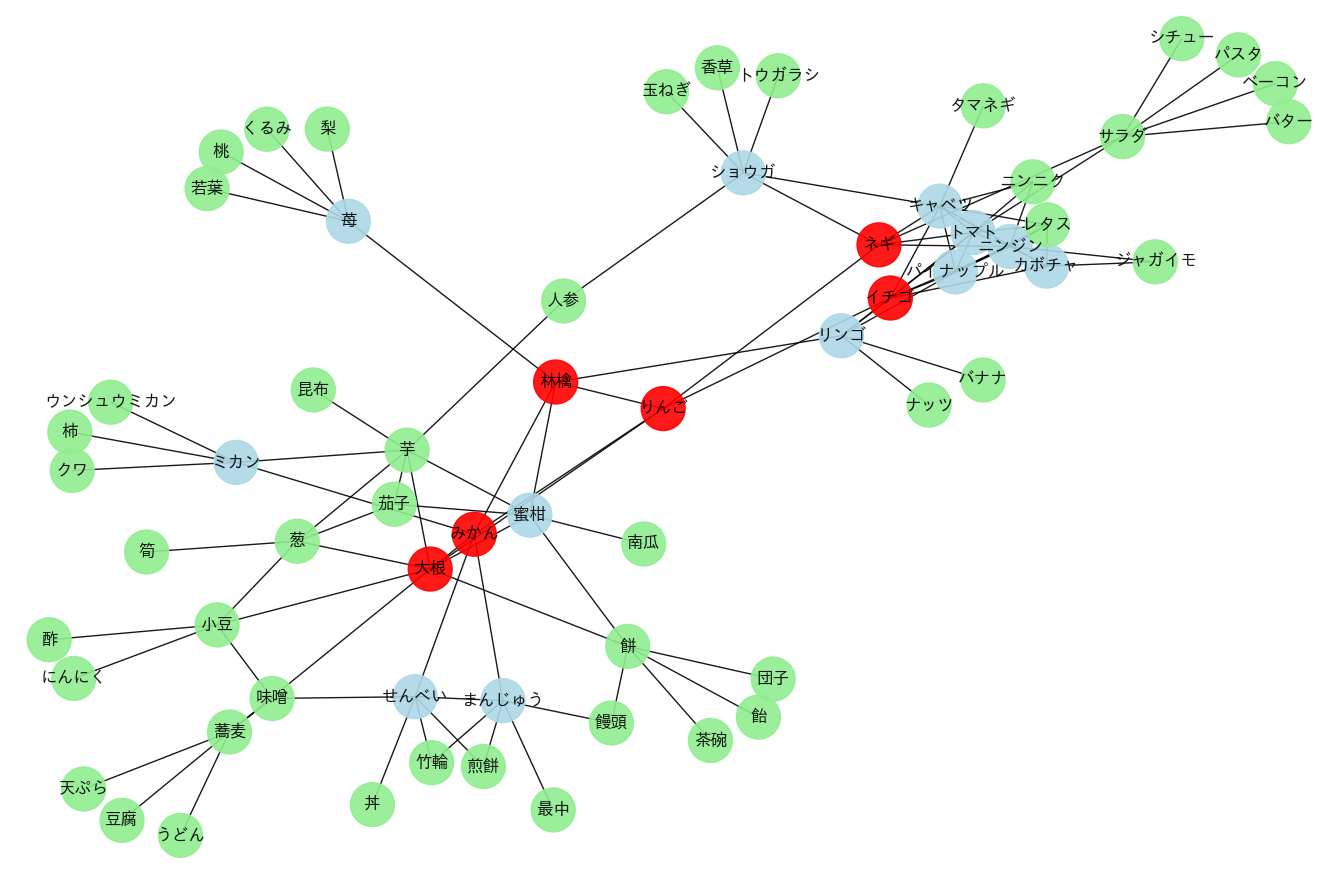 シチュー
パスタ
香草
トウガラシ
ベーコン
玉ねぎ
タマネギ
バター
くるみ
梨
サラダ
桃
ショウガ
ニンニク
若葉
キャベツ
苺
レタス
トマト
ネギ
ニンジン
ジャガイモ
カボチャ
パイナップル
イチゴ
人参
リンゴ
バナナ
林檎
昆布
ウンシュウミカン
ナッツ
りんご
柿
芋
ミカン
クワ
茄子
蜜柑
みかん
葱
南瓜
筍
大根
小豆
酢
餅
にんにく
団子
味噌
せんべい
まんじゅう
飴
饅頭
蕎麦
茶碗
竹輪
煎餅
天ぷら
丼
最中
豆腐
うどん